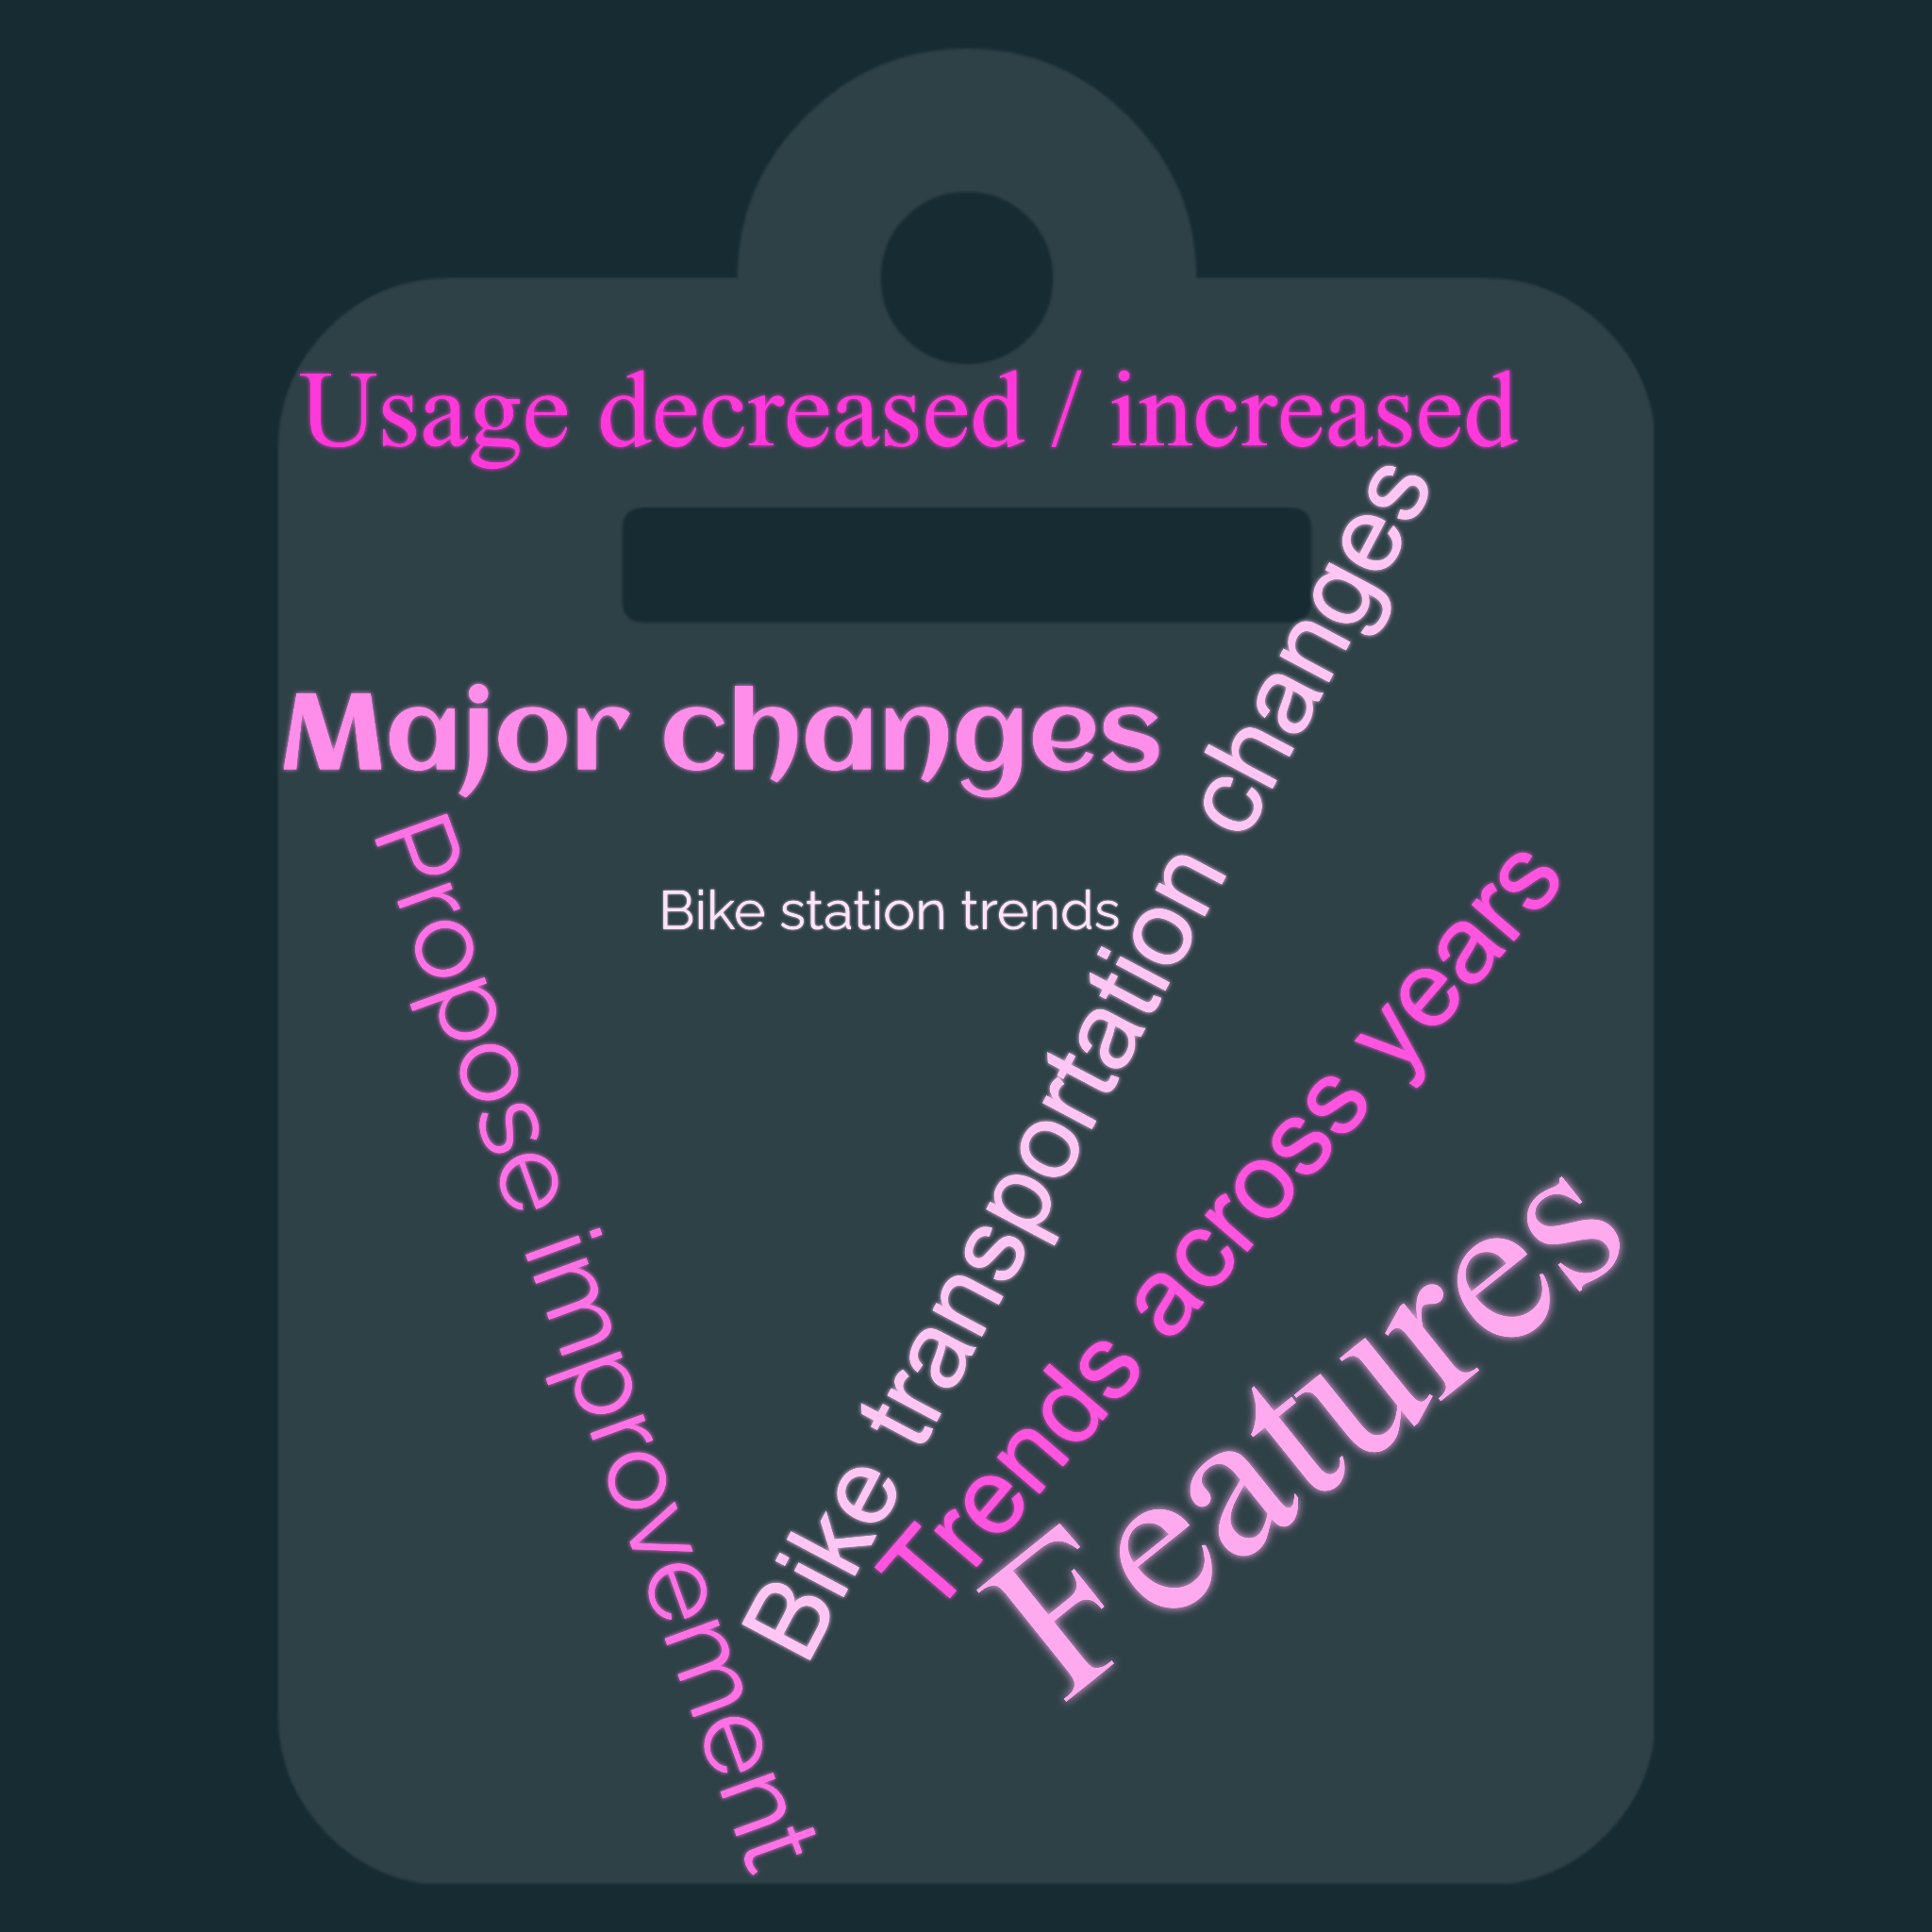 Usage decreased / increased
Major changes
Propose improvement
Bike station trends
Bike transportation changes
Trends across years
Features